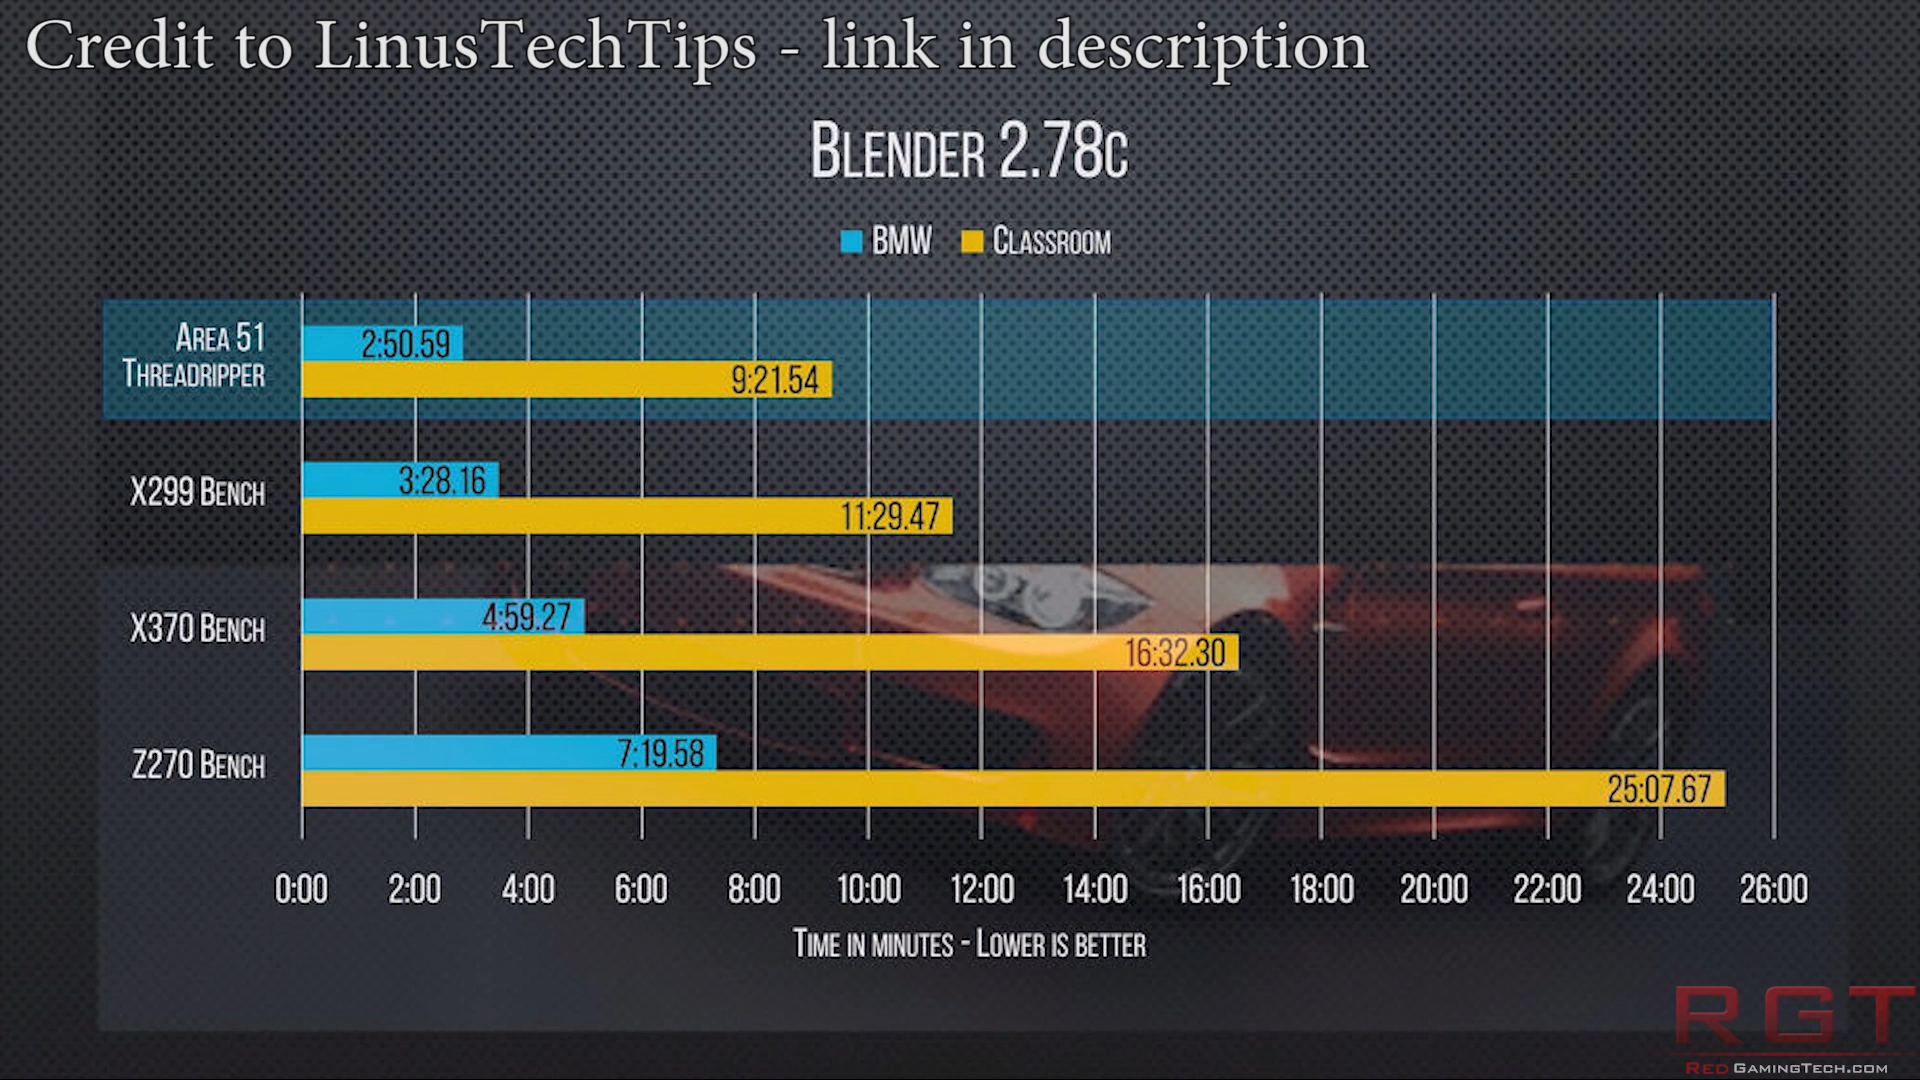 Credit to LinusTechTips - link in description
Blender 2.78c
BMW Classroom
Area 51
Threadripper
2:50.59
9:21.54
X299 Bench
3:28.16
11:29.47
X370 Bench
4:59.27
16:32.30
Z270 Bench
7:19.58
25:07.67
0:00 2:00 4:00 6:00 8:00 10:00 12:00 14:00 16:00 18:00 20:00 22:00 24:00 26:00
Time in minutes - Lower is better
RGT
RedGamingTech.com